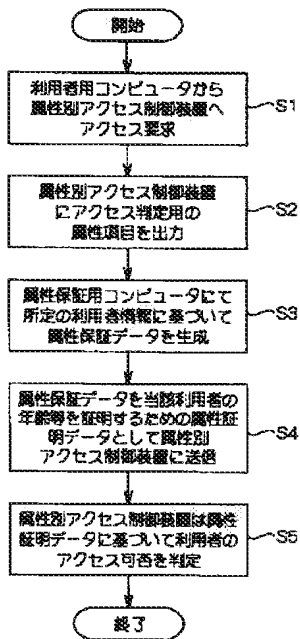 開始
利用者用コンピュータから
属性別アクセス制御装置へ
アクセス要求
S1
属性別アクセス制御装置
にアクセス判定用の
属性項目を出力
S2
属性保証用コンピュータにて
所定の利用者情報に基づいて
属性保証データを生成
S3
属性保証データを当該利用者の
年齢等を証明するための属性証
明データとして属性別
アクセス制御装置に送信
S4
属性別アクセス制御装置は属性
証明データに基づいて利用者の
アクセス可否を判定
S5
終了